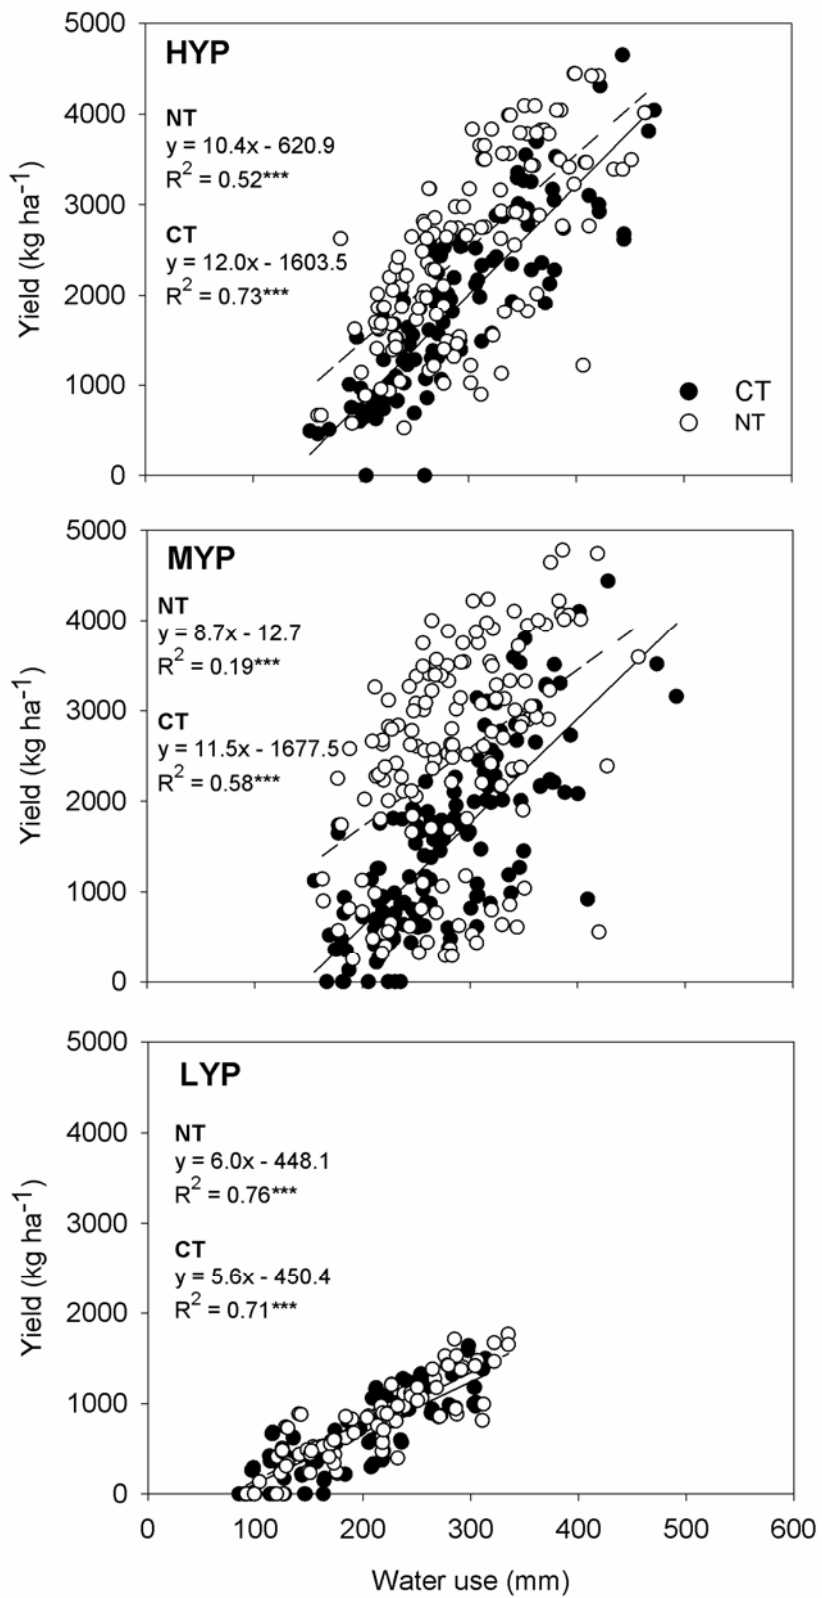 HYP
NT
y = 10.4x - 620.9
R² = 0.52***
CT
y = 12.0x - 1603.5
R² = 0.73***
CT
NT
5000
4000
3000
2000
1000
0
Yield (kg ha⁻¹)
MYP
NT
y = 8.7x - 12.7
R² = 0.19***
CT
y = 11.5x - 1677.5
R² = 0.58***
5000
4000
3000
2000
1000
0
Yield (kg ha⁻¹)
LYP
NT
y = 6.0x - 448.1
R² = 0.76***
CT
y = 5.6x - 450.4
R² = 0.71***
5000
4000
3000
2000
1000
0
Yield (kg ha⁻¹)
0 100 200 300 400 500 600
Water use (mm)